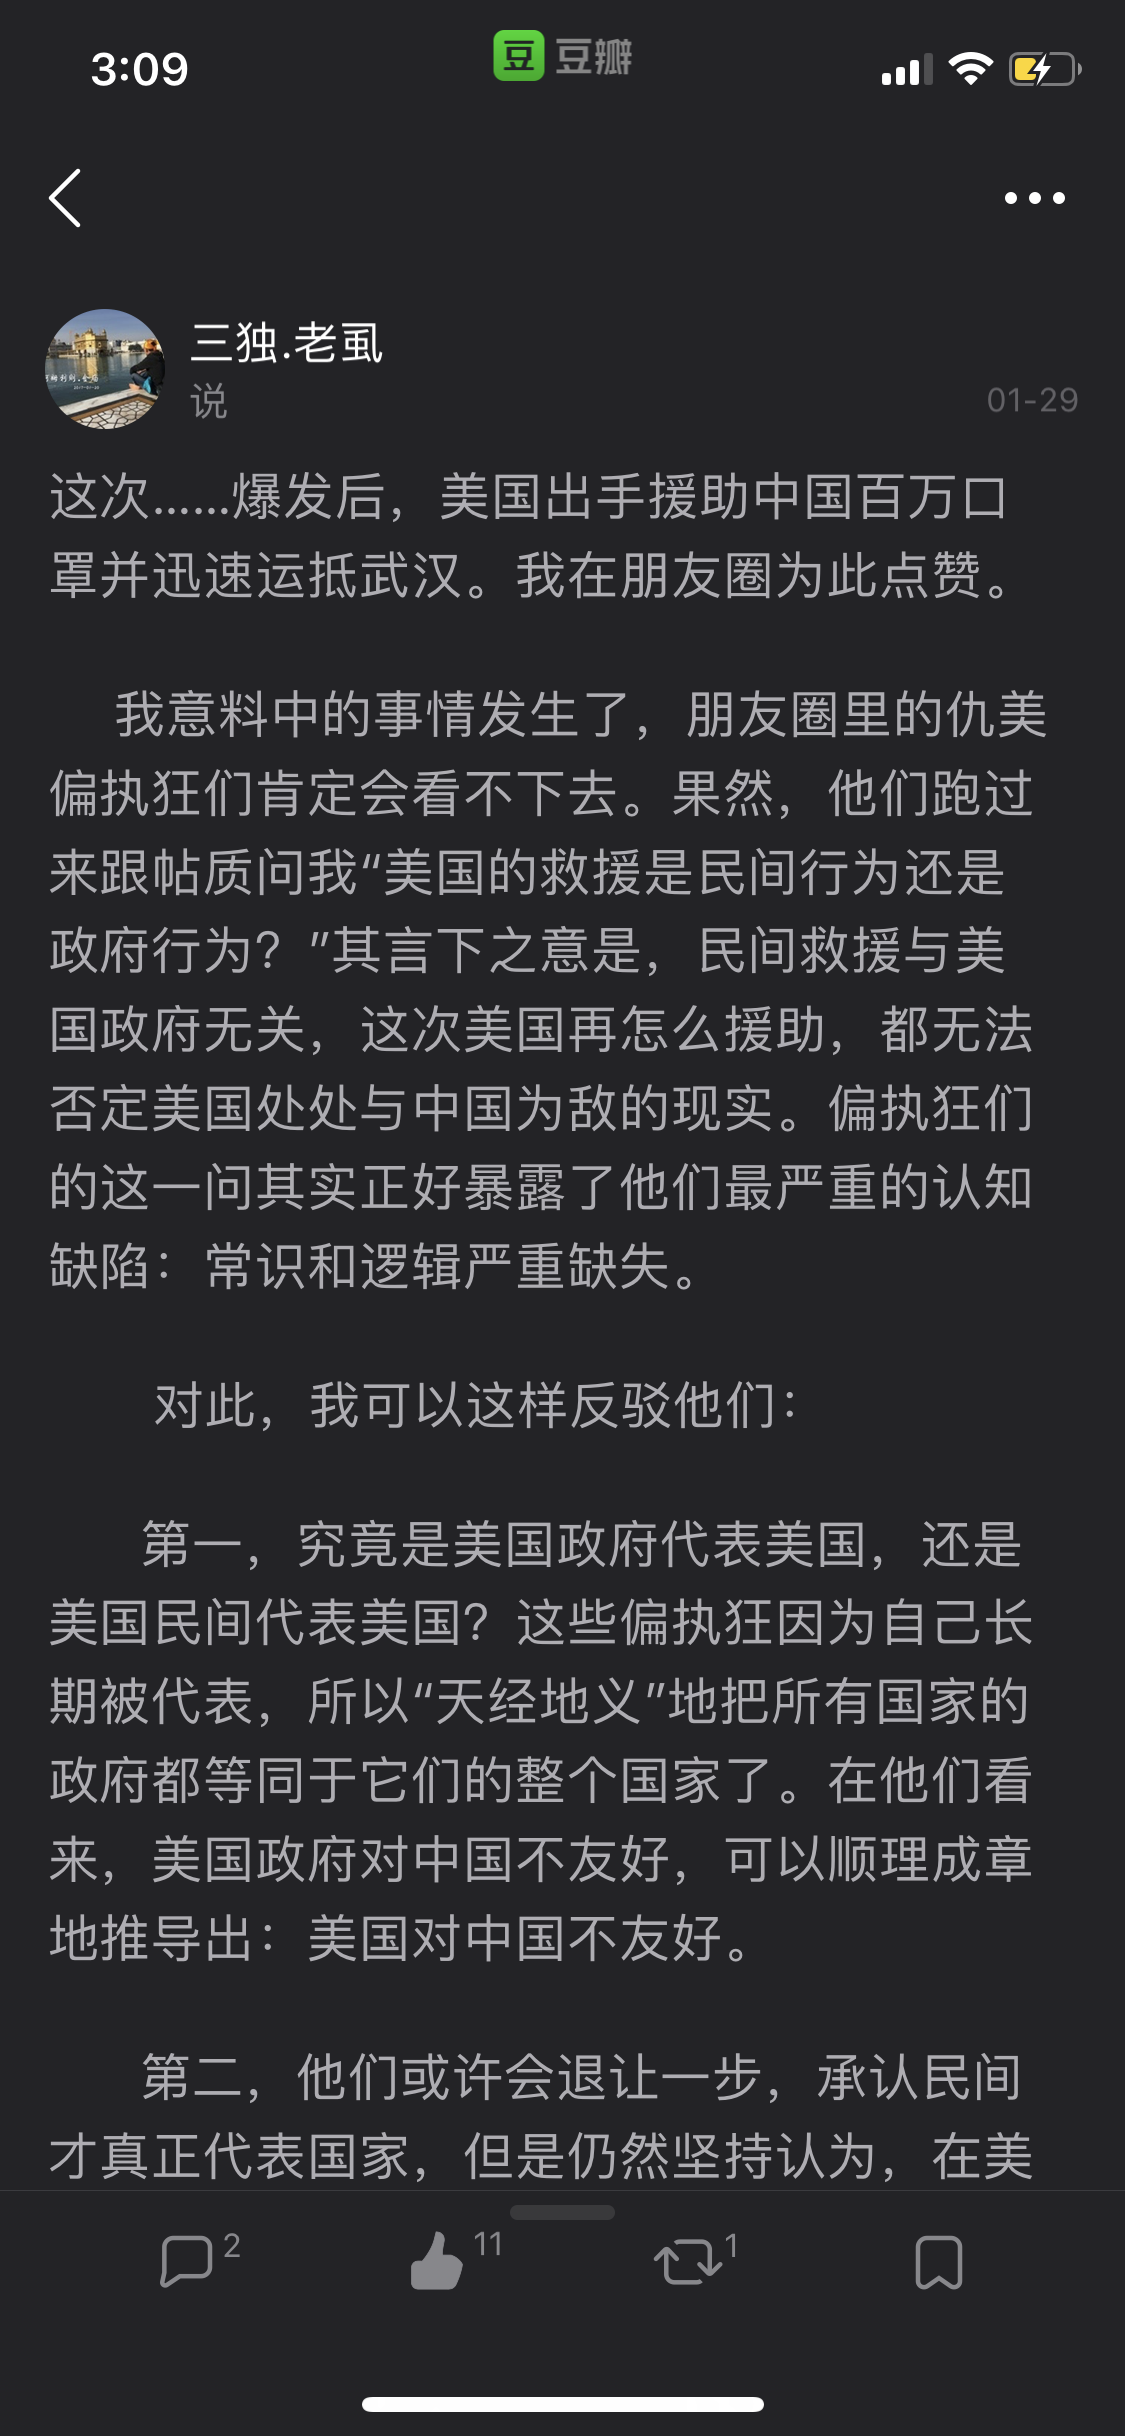 3:09
豆 豆瓣
三独.老虱
说
01-29
这次……爆发后，美国出手援助中国百万口
罩并迅速运抵武汉。我在朋友圈为此点赞。
我意料中的事情发生了，朋友圈里的仇美
偏执狂们肯定会看不下去。果然，他们跑过
来跟帖质问我“美国的救援是民间行为还是
政府行为？”其言下之意是，民间救援与美
国政府无关，这次美国再怎么援助，都无法
否定美国处处与中国为敌的现实。偏执狂们
的这一问其实正好暴露了他们最严重的认知
缺陷：常识和逻辑严重缺失。
对此，我可以这样反驳他们：
第一，究竟是美国政府代表美国，还是
美国民间代表美国？这些偏执狂因为自己长
期被代表，所以“天经地义”地把所有国家的
政府都等同于它们的整个国家了。在他们看
来，美国政府对中国不友好，可以顺理成章
地推导出：美国对中国不友好。
第二，他们或许会退让一步，承认民间
才真正代表国家，但是仍然坚持认为，在美
2
11
1